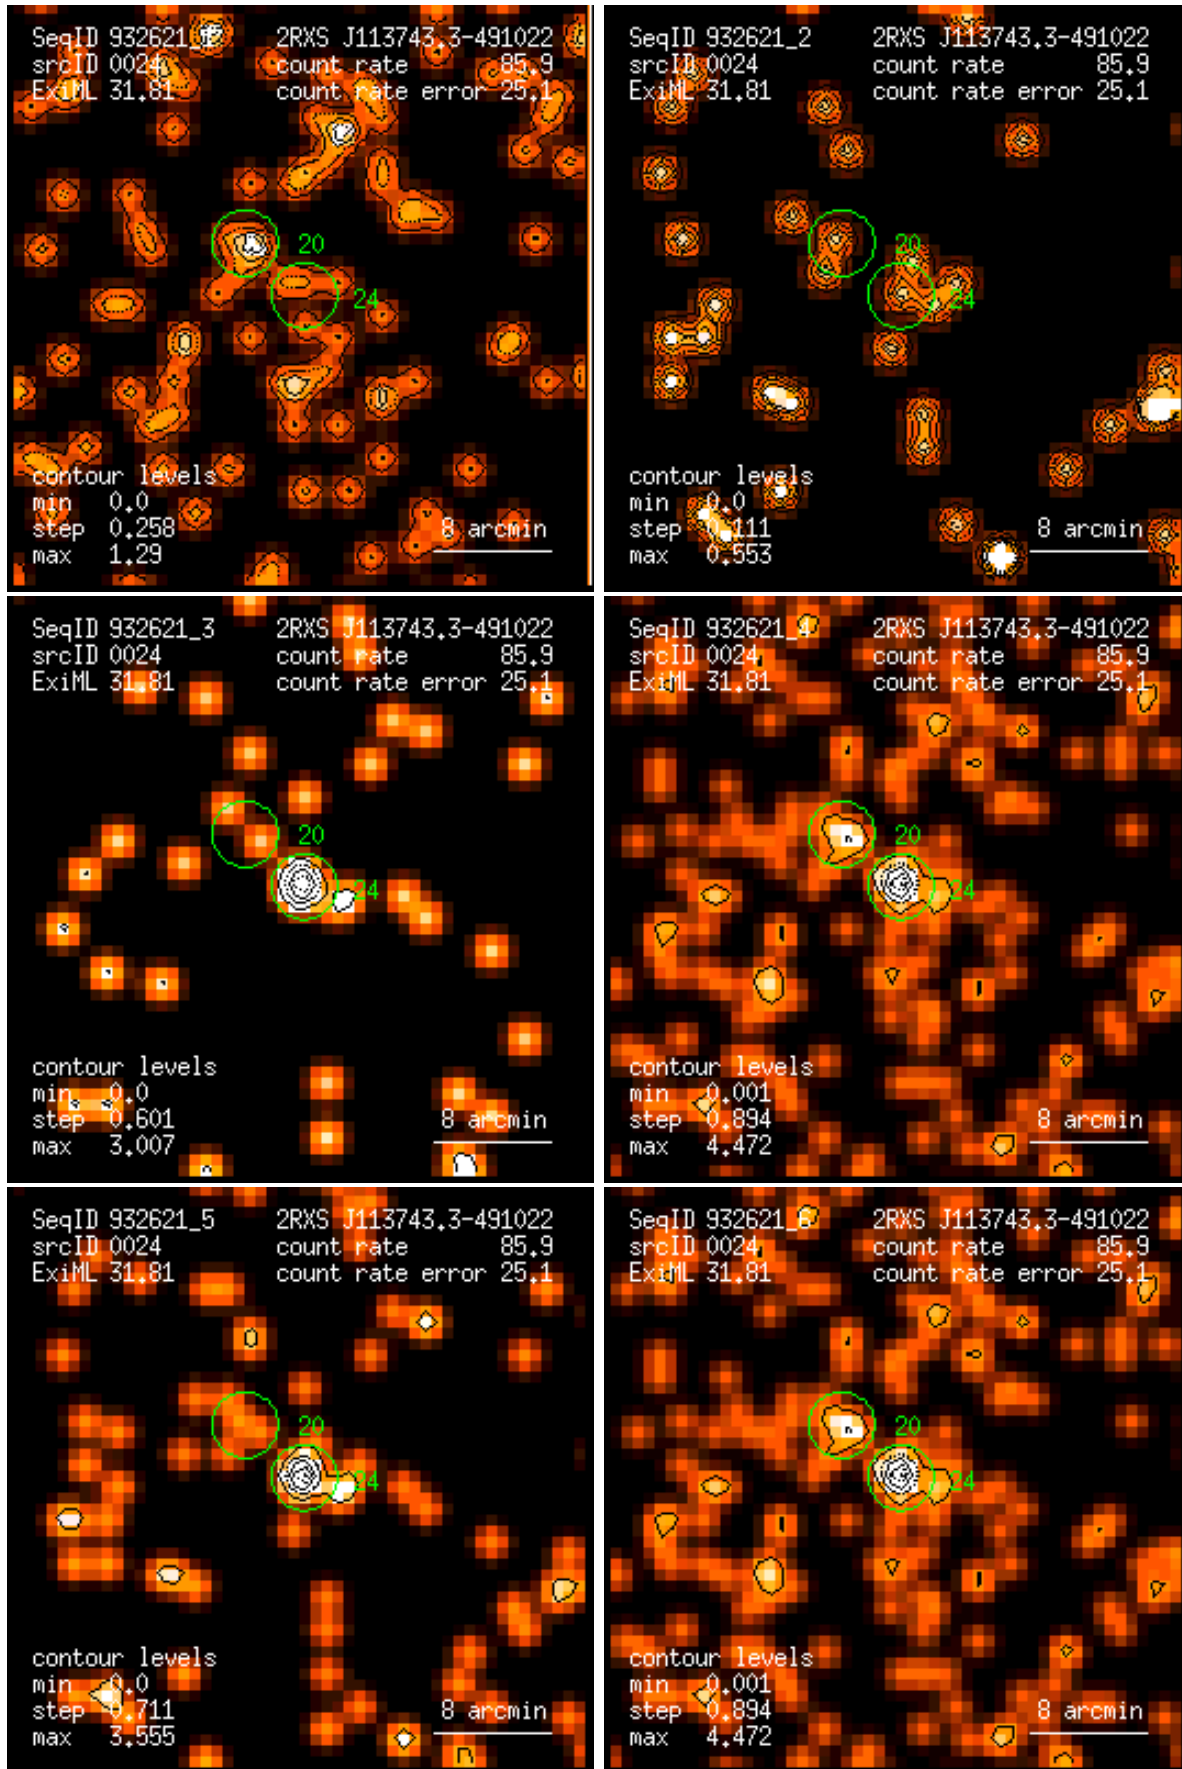 SeqID 932621_1 2RXS J113743.3-491022
srcID 0024 count rate 85.9
ExiML 31.81 count rate error 25.1
20
24
contour levels
min 0.0
step 0.258 8 arcmin
max 1.29
SeqID 932621_2 2RXS J113743.3-491022
srcID 0024 count rate 85.9
ExiML 31.81 count rate error 25.1
20
24
contour levels
min 0.0
step 0.111 8 arcmin
max 0.553
SeqID 932621_3 2RXS J113743.3-491022
srcID 0024 count rate 85.9
ExiML 31.81 count rate error 25.1
20
24
contour levels
min 0.0
step 0.601 8 arcmin
max 3.007
SeqID 932621_4 2RXS J113743.3-491022
srcID 0024 count rate 85.9
ExiML 31.81 count rate error 25.1
20
24
contour levels
min 0.001
step 0.894 8 arcmin
max 4.472
SeqID 932621_5 2RXS J113743.3-491022
srcID 0024 count rate 85.9
ExiML 31.81 count rate error 25.1
20
24
contour levels
min 0.0
step 0.711 8 arcmin
max 3.555
SeqID 932621_6 2RXS J113743.3-491022
srcID 0024 count rate 85.9
ExiML 31.81 count rate error 25.1
20
24
contour levels
min 0.001
step 0.894 8 arcmin
max 4.472